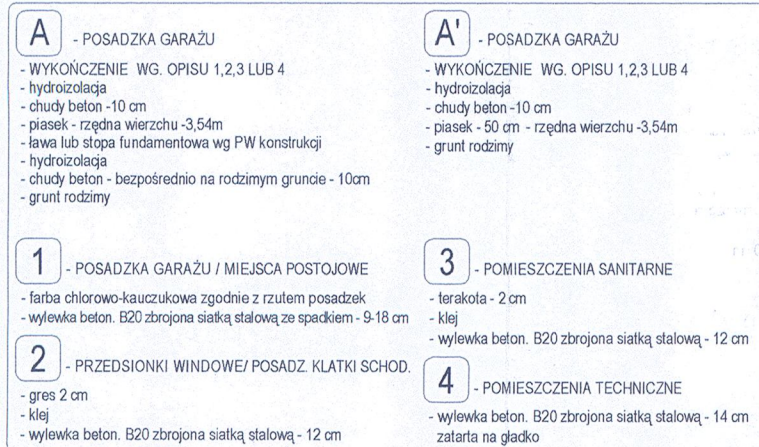 A - POSADZKA GARAŻU
- WYKOŃCZENIE WG. OPISU 1,2,3 LUB 4
- hydroizolacja
- chudy beton -10 cm
- piasek - rzędna wierzchu -3,54m
- ława lub stopa fundamentowa wg PW konstrukcji
- hydroizolacja
- chudy beton - bezpośrednio na rodzimym gruncie - 10cm
- grunt rodzimy
A' - POSADZKA GARAŻU
- WYKOŃCZENIE WG. OPISU 1,2,3 LUB 4
- hydroizolacja
- chudy beton -10 cm
- piasek - 50 cm - rzędna wierzchu -3,54m
- grunt rodzimy
1 - POSADZKA GARAŻU / MIEJSCA POSTOJOWE
- farba chlorowo-kauczukowa zgodnie z rzutem posadzek
- wylewka beton. B20 zbrojona siatką stalową ze spadkiem - 9-18 cm
2 - PRZEDSIONKI WINDOWE/ POSADZ. KLATKI SCHOD.
- gres 2 cm
- klej
- wylewka beton. B20 zbrojona siatką stalową - 12 cm
3 - POMIESZCZENIA SANITARNE
- terakota - 2 cm
- klej
- wylewka beton. B20 zbrojona siatką stalową - 12 cm
4 - POMIESZCZENIA TECHNICZNE
- wylewka beton. B20 zbrojona siatką stalową - 14 cm
zatarta na gładko